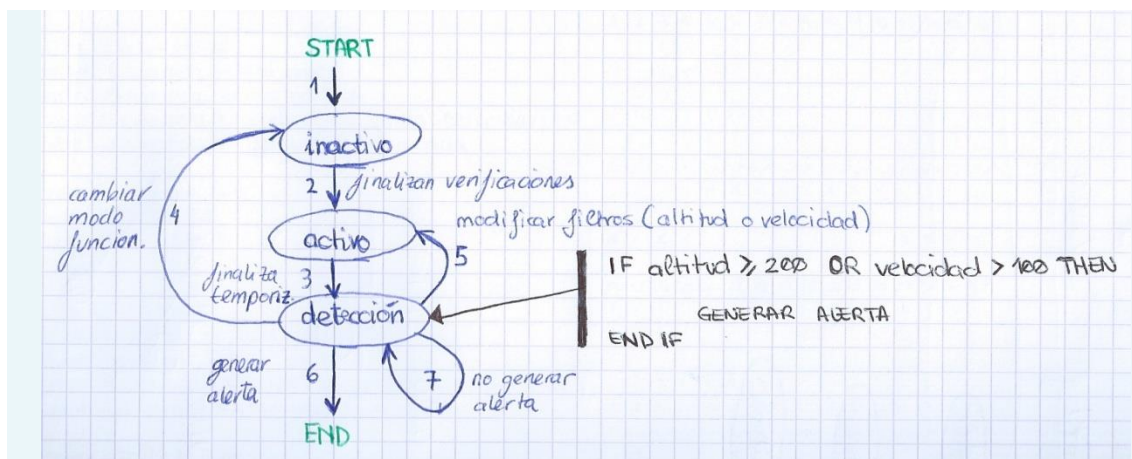 START
1
inactivo
2 finalizan verificaciones
cambiar
modo
funcion.
4
modificar filtros (altitud o velocidad)
activo
5
finaliza
temporiz.
3
IF altitud ⩾ 200 OR velocidad > 100 THEN
GENERAR ALERTA
END IF
detección
generar
alerta
6
7
no generar
alerta
END